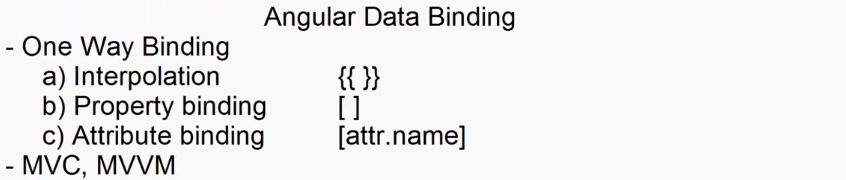 Angular Data Binding
- One Way Binding
a) Interpolation {{ }}
b) Property binding [ ]
c) Attribute binding [attr.name]
- MVC, MVVM